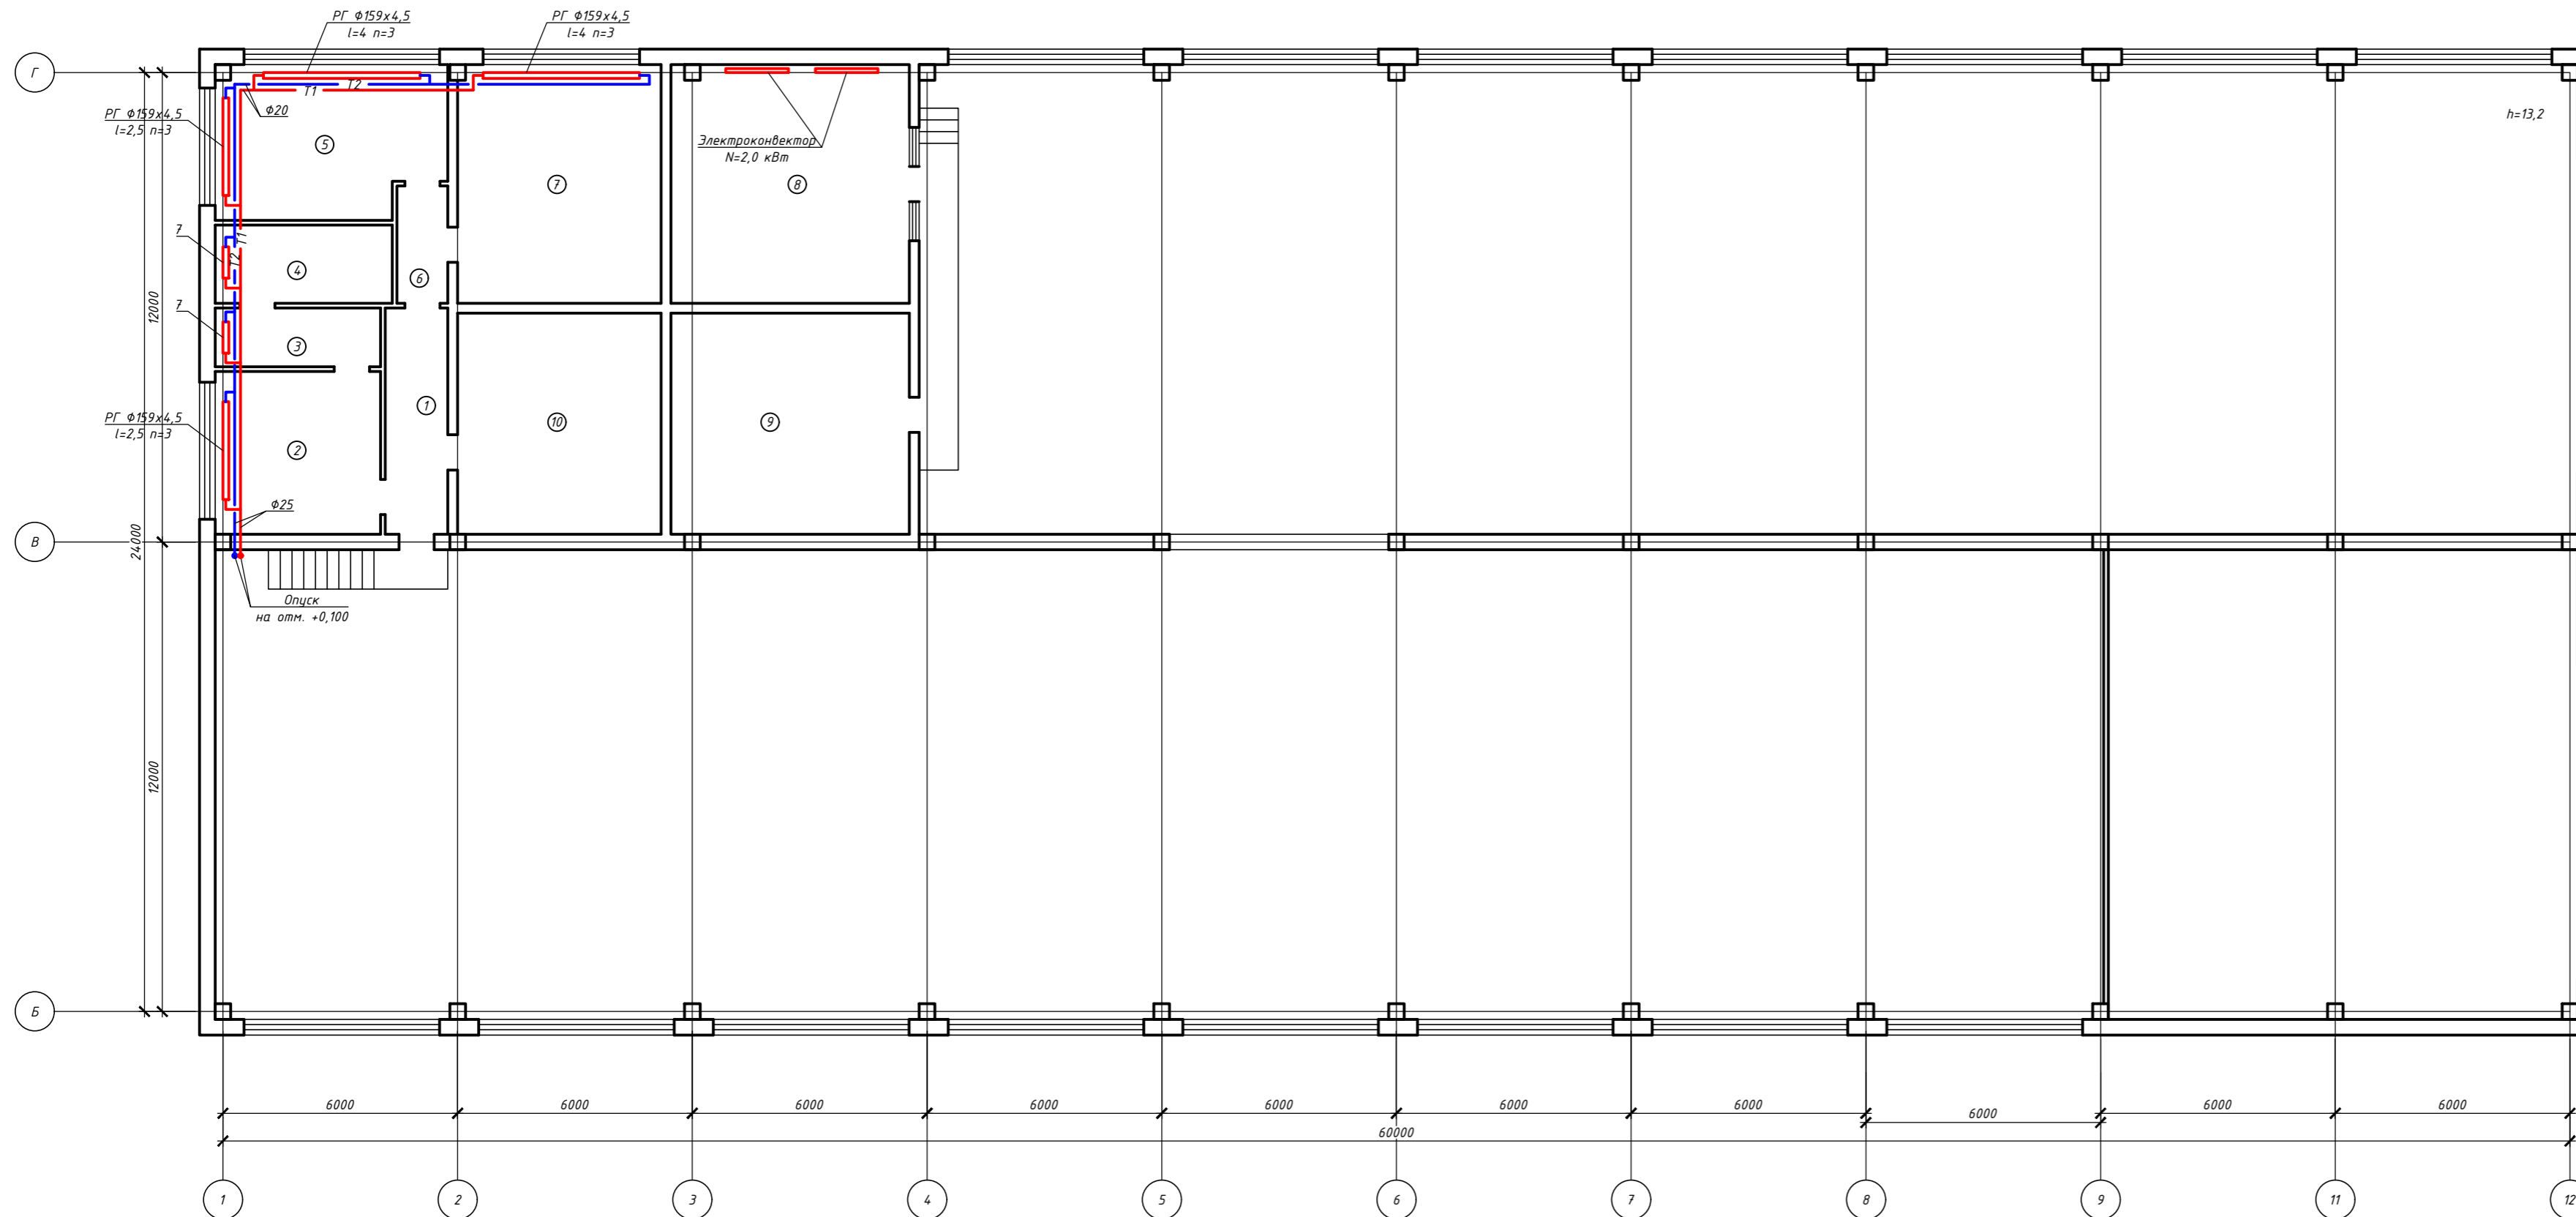 РГ Ф159х4,5
l=4 n=3
РГ Ф159х4,5
l=4 n=3
Г
Т1
Т2
Ф20
РГ Ф159х4,5
l=2,5 n=3
h=13,2
Электроконвектор
N=2,0 кВт
5
7
8
7
Т1
Т2
4
6
7
3
12000
1
РГ Ф159х4,5
l=2,5 n=3
2
10
9
Ф25
В
24000
Опуск
на отм. +0,100
12000
Б
6000
6000
6000
6000
6000
6000
6000
6000
6000
6000
60000
1
2
3
4
5
6
7
8
9
11
12